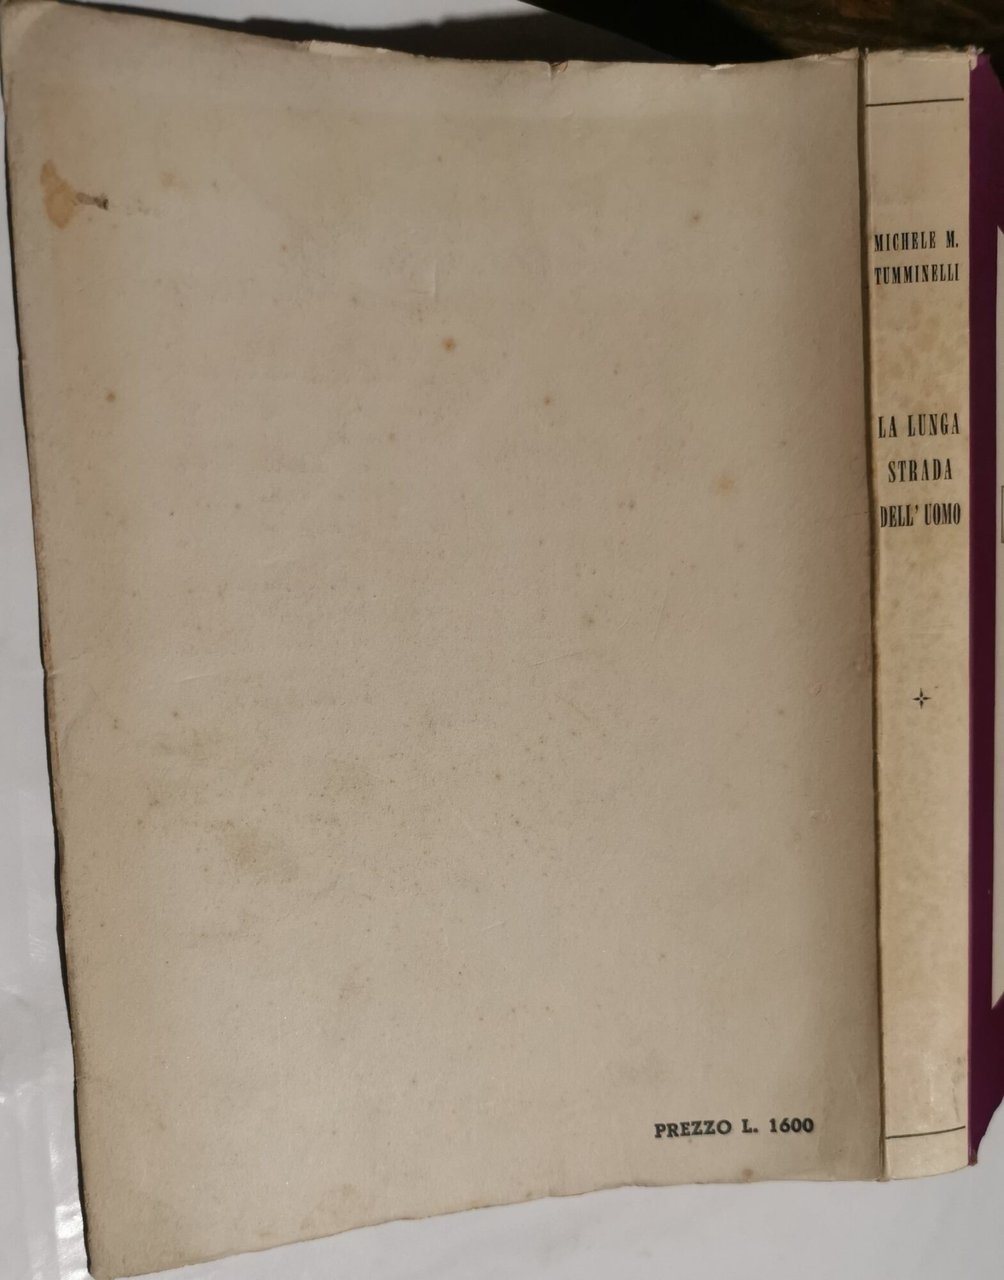 MICHELE M.
TUMMINELLI
LA LUNGA
STRADA
DELL' UOMO
PREZZO L. 1600